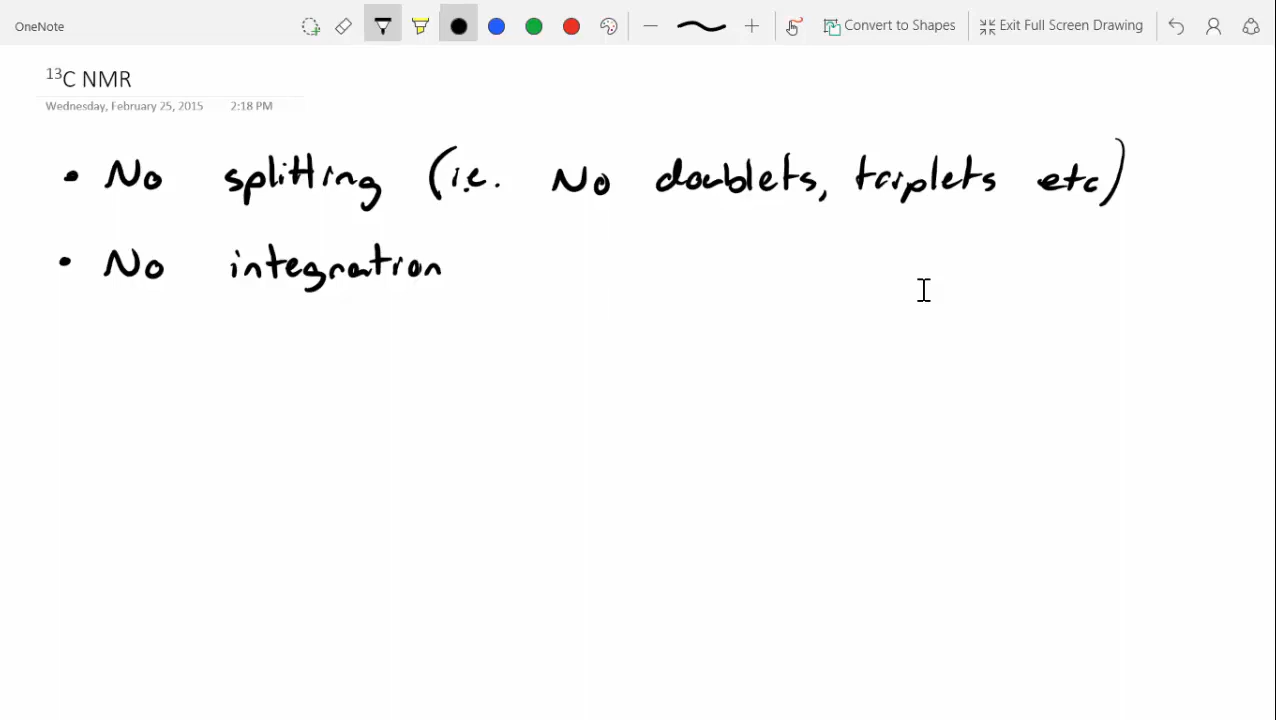 OneNote
Convert to Shapes
Exit Full Screen Drawing
¹³C NMR
Wednesday, February 25, 2015 2:18 PM
• No splitting (i.e. No doublets, triplets etc)
• No integration